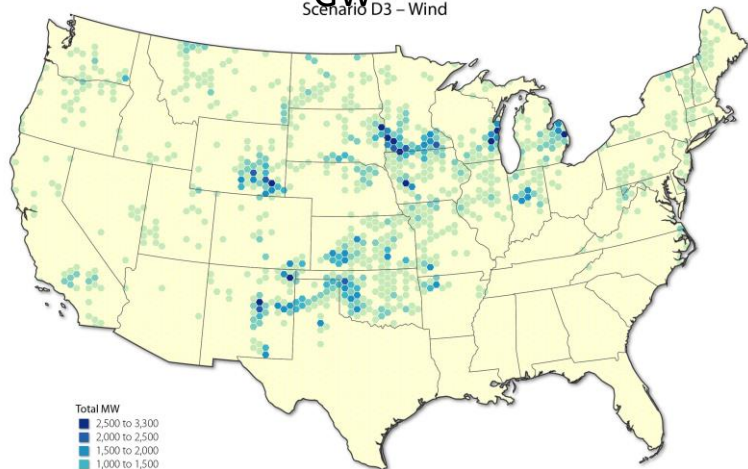 GW
Scenario D3 – Wind
Total MW
2,500 to 3,300
2,000 to 2,500
1,500 to 2,000
1,000 to 1,500